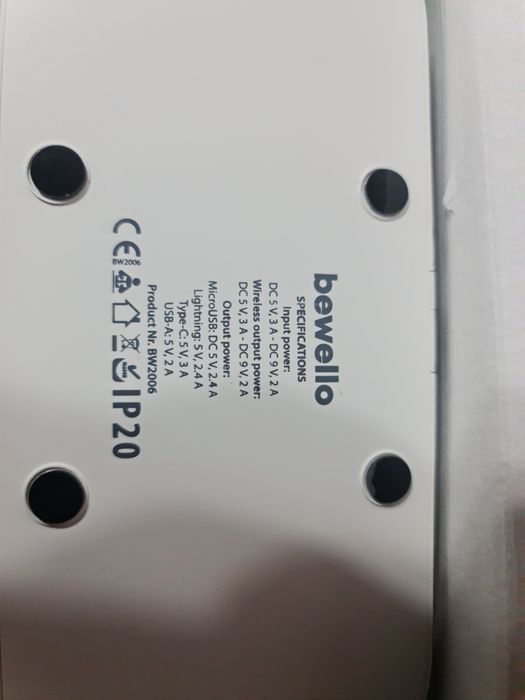 bewello
SPECIFICATIONS
Input power:
DC 5 V, 3 A - DC 9 V, 2 A
Wireless output power:
DC 5 V, 3 A - DC 9 V, 2 A
Output power:
MicroUSB: DC 5 V, 2.4 A
Lightning: 5 V, 2.4 A
Type-C: 5 V, 3 A
USB-A: 5 V, 2 A
Product Nr. BW2006
CE IP20
BW2006